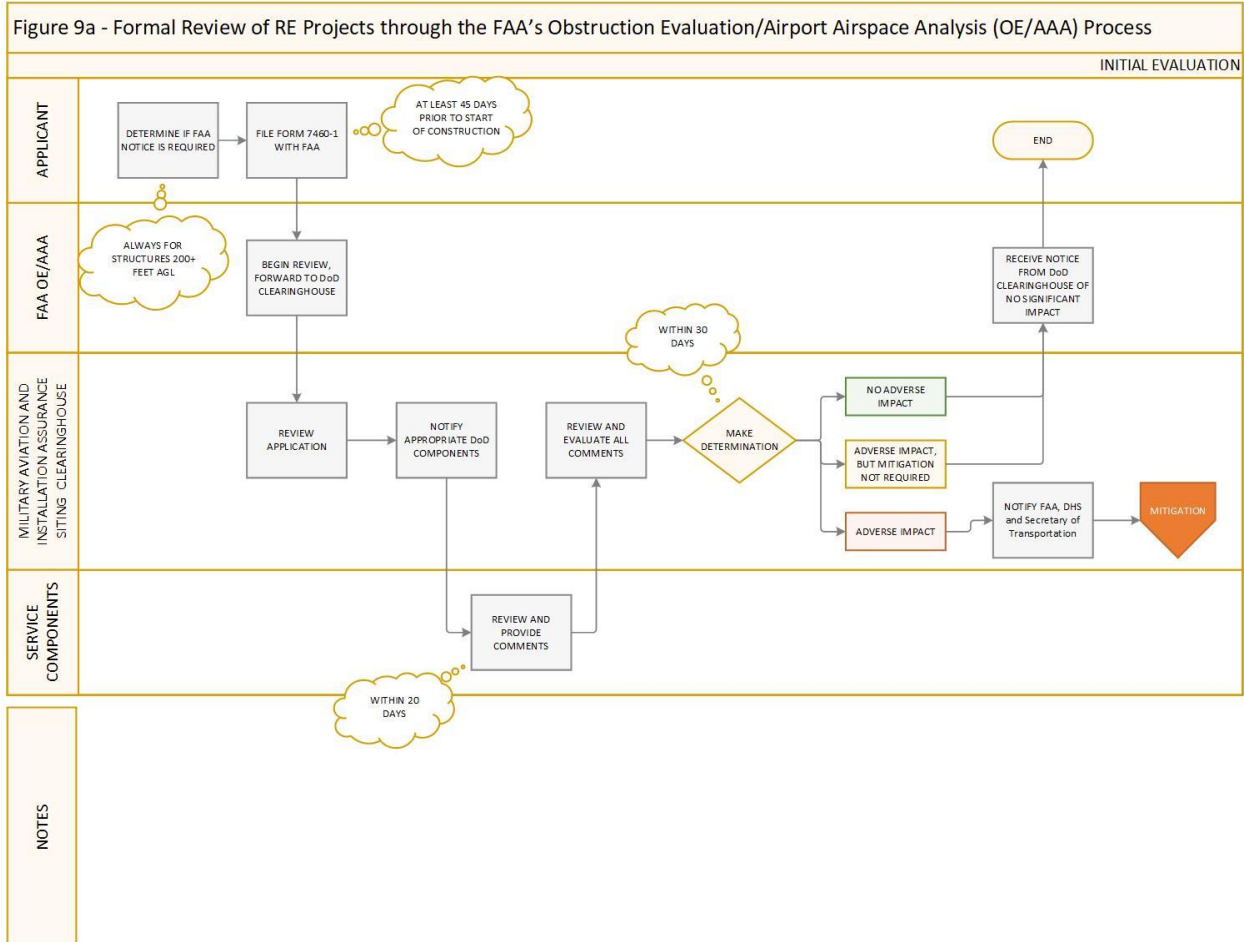 Figure 9a - Formal Review of RE Projects through the FAA's Obstruction Evaluation/Airport Airspace Analysis (OE/AAA) Process
INITIAL EVALUATION
APPLICANT
DETERMINE IF FAA
NOTICE IS REQUIRED
FILE FORM 7460-1
WITH FAA
AT LEAST 45 DAYS
PRIOR TO START
OF CONSTRUCTION
END
FAA OE/AAA
ALWAYS FOR
STRUCTURES 200+
FEET AGL
BEGIN REVIEW,
FORWARD TO DoD
CLEARINGHOUSE
RECEIVE NOTICE
FROM DoD
CLEARINGHOUSE OF
NO SIGNIFICANT
IMPACT
WITHIN 30
DAYS
MILITARY AVIATION AND
INSTALLATION ASSURANCE
SITING CLEARINGHOUSE
REVIEW
APPLICATION
NOTIFY
APPROPRIATE DoD
COMPONENTS
REVIEW AND
EVALUATE ALL
COMMENTS
MAKE
DETERMINATION
NO ADVERSE
IMPACT
ADVERSE IMPACT,
BUT MITIGATION
NOT REQUIRED
ADVERSE IMPACT
NOTIFY FAA, DHS
and Secretary of
Transportation
MITIGATION
SERVICE
COMPONENTS
REVIEW AND
PROVIDE
COMMENTS
WITHIN 20
DAYS
NOTES